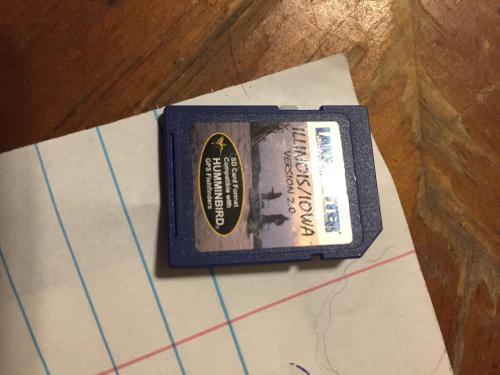 ILLINOIS/IOWA
VERSION 2.0
SD Card Format
Compatible with
HUMMINBIRD®
GPS Fishfinders